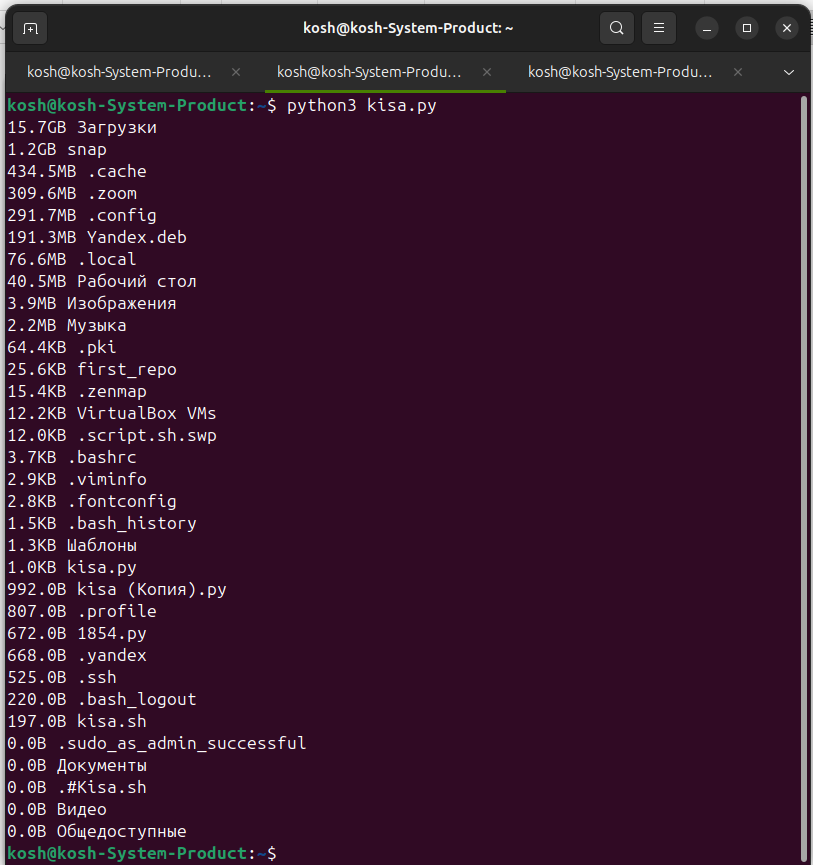 kosh@kosh-System-Product: ~
kosh@kosh-System-Produ... kosh@kosh-System-Produ... kosh@kosh-System-Produ...
kosh@kosh-System-Product:~$ python3 kisa.py
15.7GB Загрузки
1.2GB snap
434.5MB .cache
309.6MB .zoom
291.7MB .config
191.3MB Yandex.deb
76.6MB .local
40.5MB Рабочий стол
3.9MB Изображения
2.2MB Музыка
64.4KB .pki
25.6KB first_repo
15.4KB .zenmap
12.2KB VirtualBox VMs
12.0KB .script.sh.swp
3.7KB .bashrc
2.9KB .viminfo
2.8KB .fontconfig
1.5KB .bash_history
1.3KB Шаблоны
1.0KB kisa.py
992.0B kisa (Копия).py
807.0B .profile
672.0B 1854.py
668.0B .yandex
525.0B .ssh
220.0B .bash_logout
197.0B kisa.sh
0.0B .sudo_as_admin_successful
0.0B Документы
0.0B .#Kisa.sh
0.0B Видео
0.0B Общедоступные
kosh@kosh-System-Product:~$